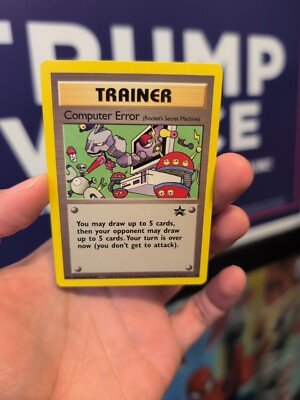 TRUMP
TRAINER
Computer Error (Rocket's Secret Machine)
You may draw up to 5 cards,
then your opponent may draw
up to 5 cards. Your turn is over
now (you don't get to attack).